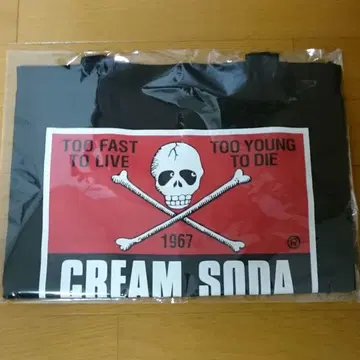 TOO FAST TOO YOUNG
TO LIVE TO DIE
1967 ®
CREAM SODA